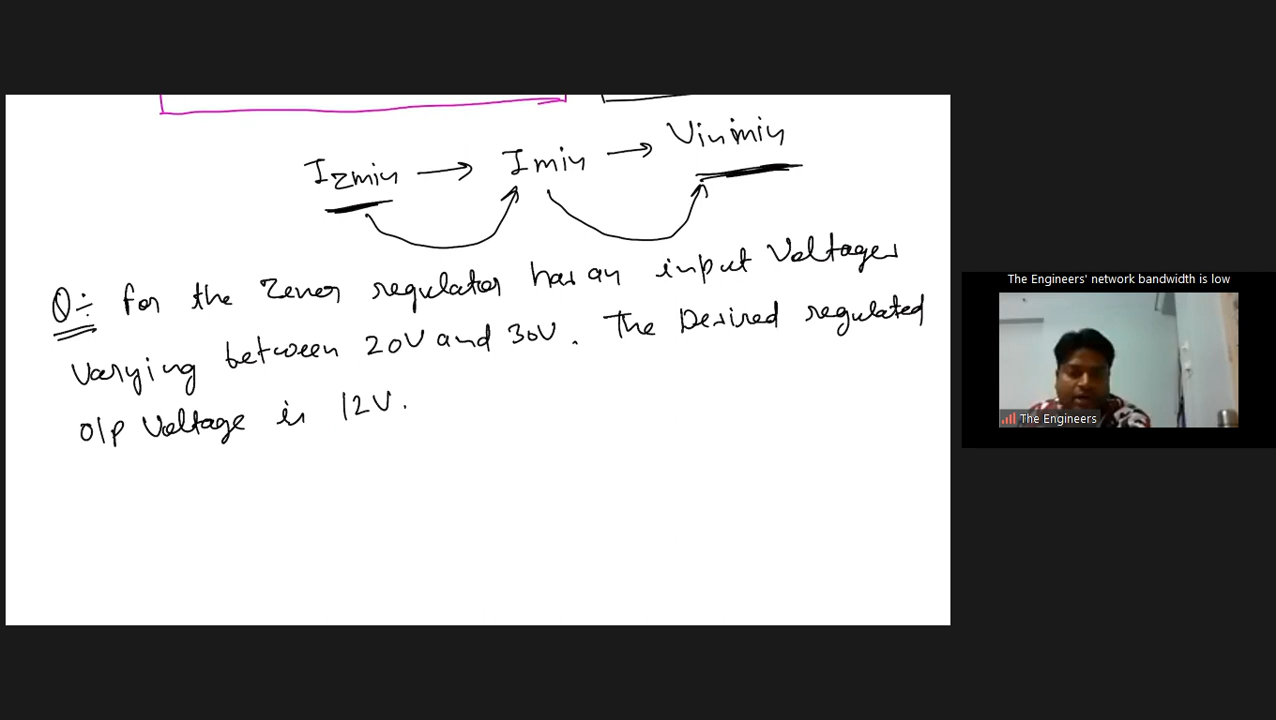 Izmin → Imin → Vinmin
Q÷ for the zener regulator has an input Voltages
Varying between 20V and 30V. The Desired regulated
o/p Voltage is 12V.
The Engineers' network bandwidth is low
The Engineers